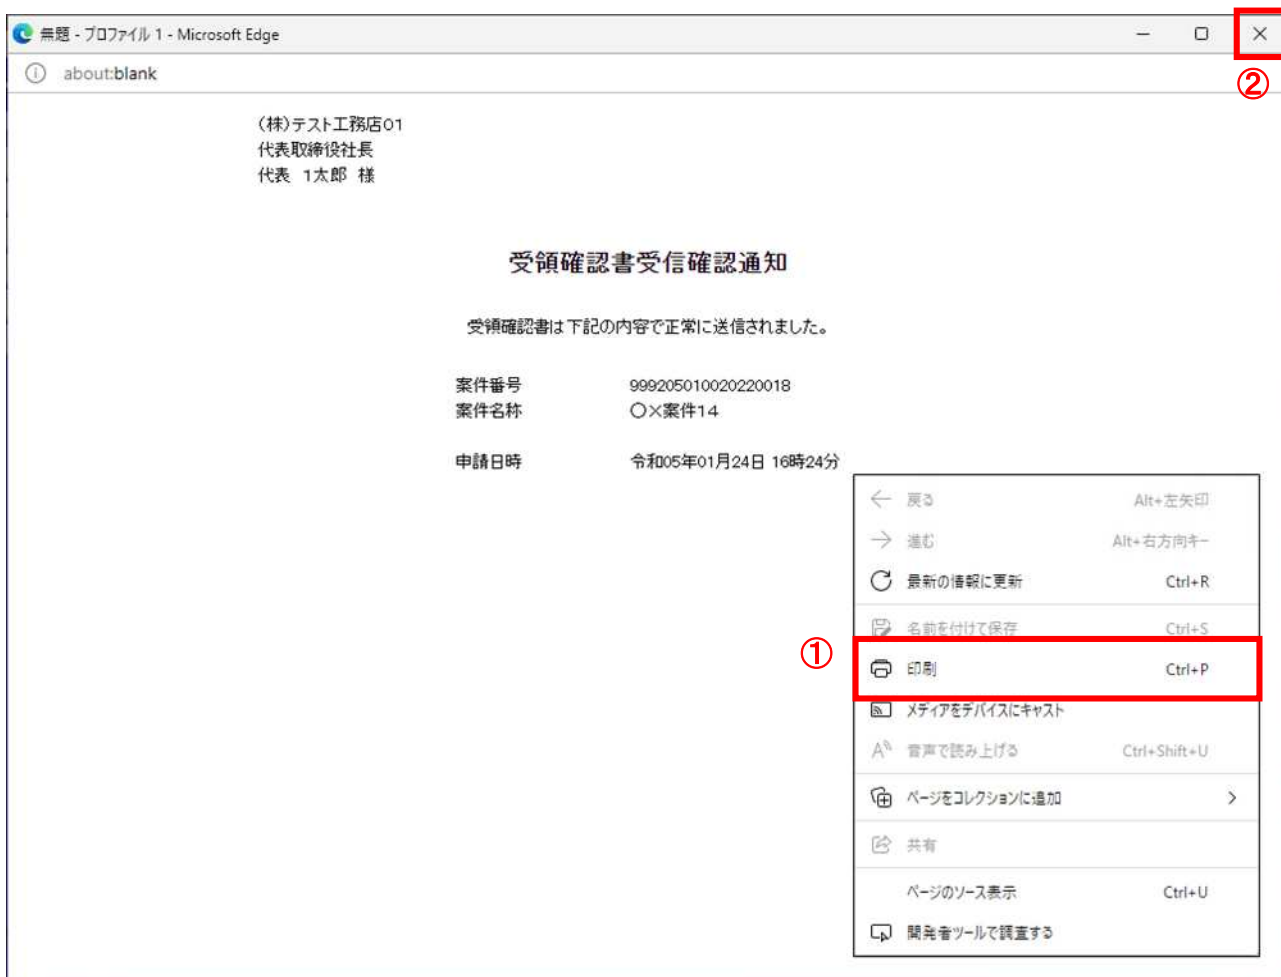 無題 - プロファイル 1 - Microsoft Edge
②
about:blank
(株)テスト工務店01
代表取締役社長
代表 1太郎 様
受領確認書受信確認通知
受領確認書は下記の内容で正常に送信されました。
案件番号 999205010020220018
案件名称 〇×案件14
申請日時 令和05年01月24日 16時24分
戻る Alt+左矢印
進む Alt+右方向キー
最新の情報に更新 Ctrl+R
名前を付けて保存 Ctrl+S
① 印刷 Ctrl+P
メディアをデバイスにキャスト
音声で読み上げる Ctrl+Shift+U
ページをコレクションに追加
共有
ページのソース表示 Ctrl+U
開発者ツールで調査する